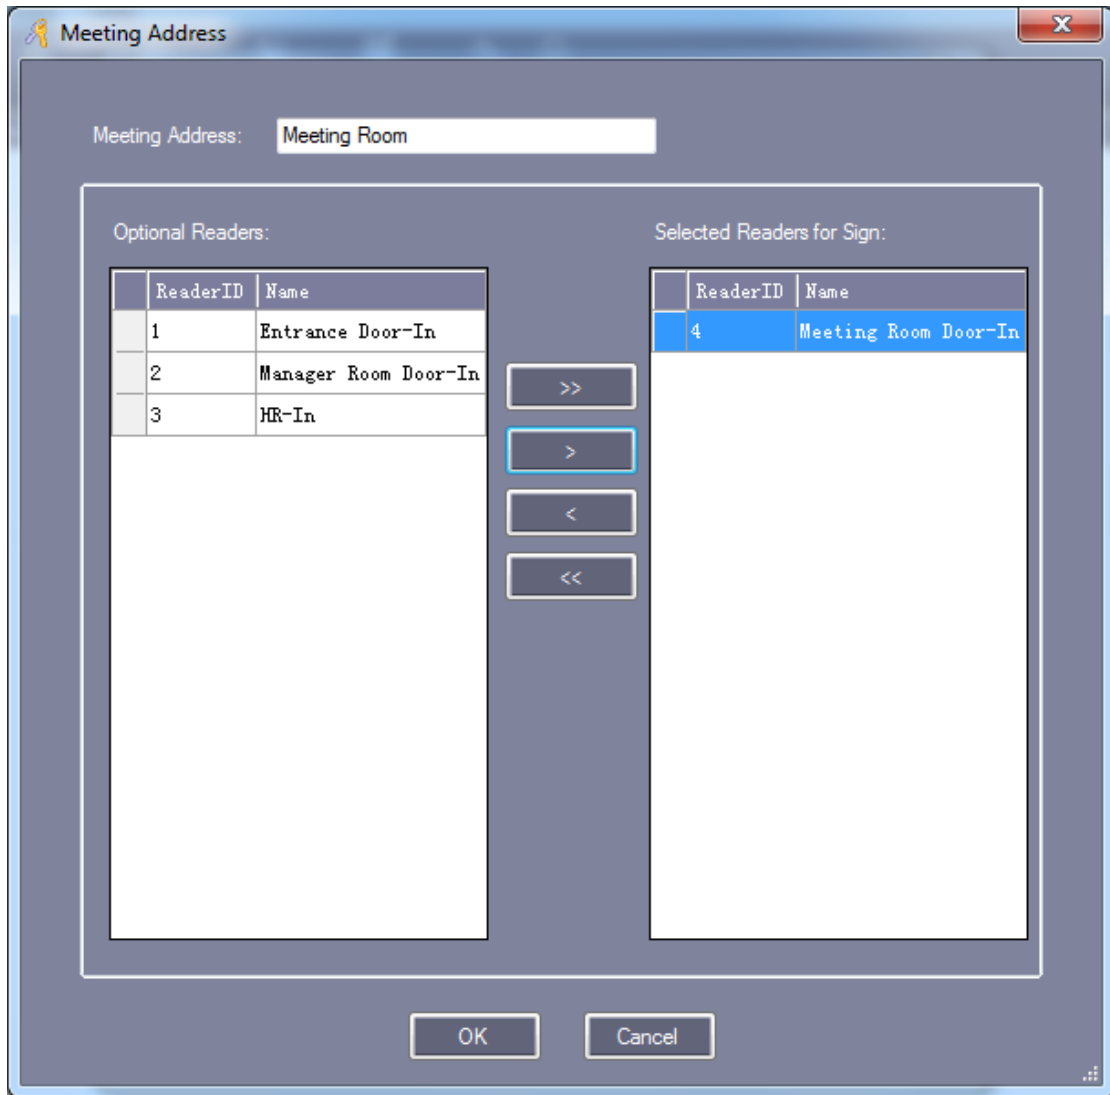 Meeting Address
X
Meeting Address: Meeting Room
Optional Readers:
ReaderID Name
1 Entrance Door-In
2 Manager Room Door-In
3 HR-In
>>
>
<
<<
Selected Readers for Sign:
ReaderID Name
4 Meeting Room Door-In
OK Cancel